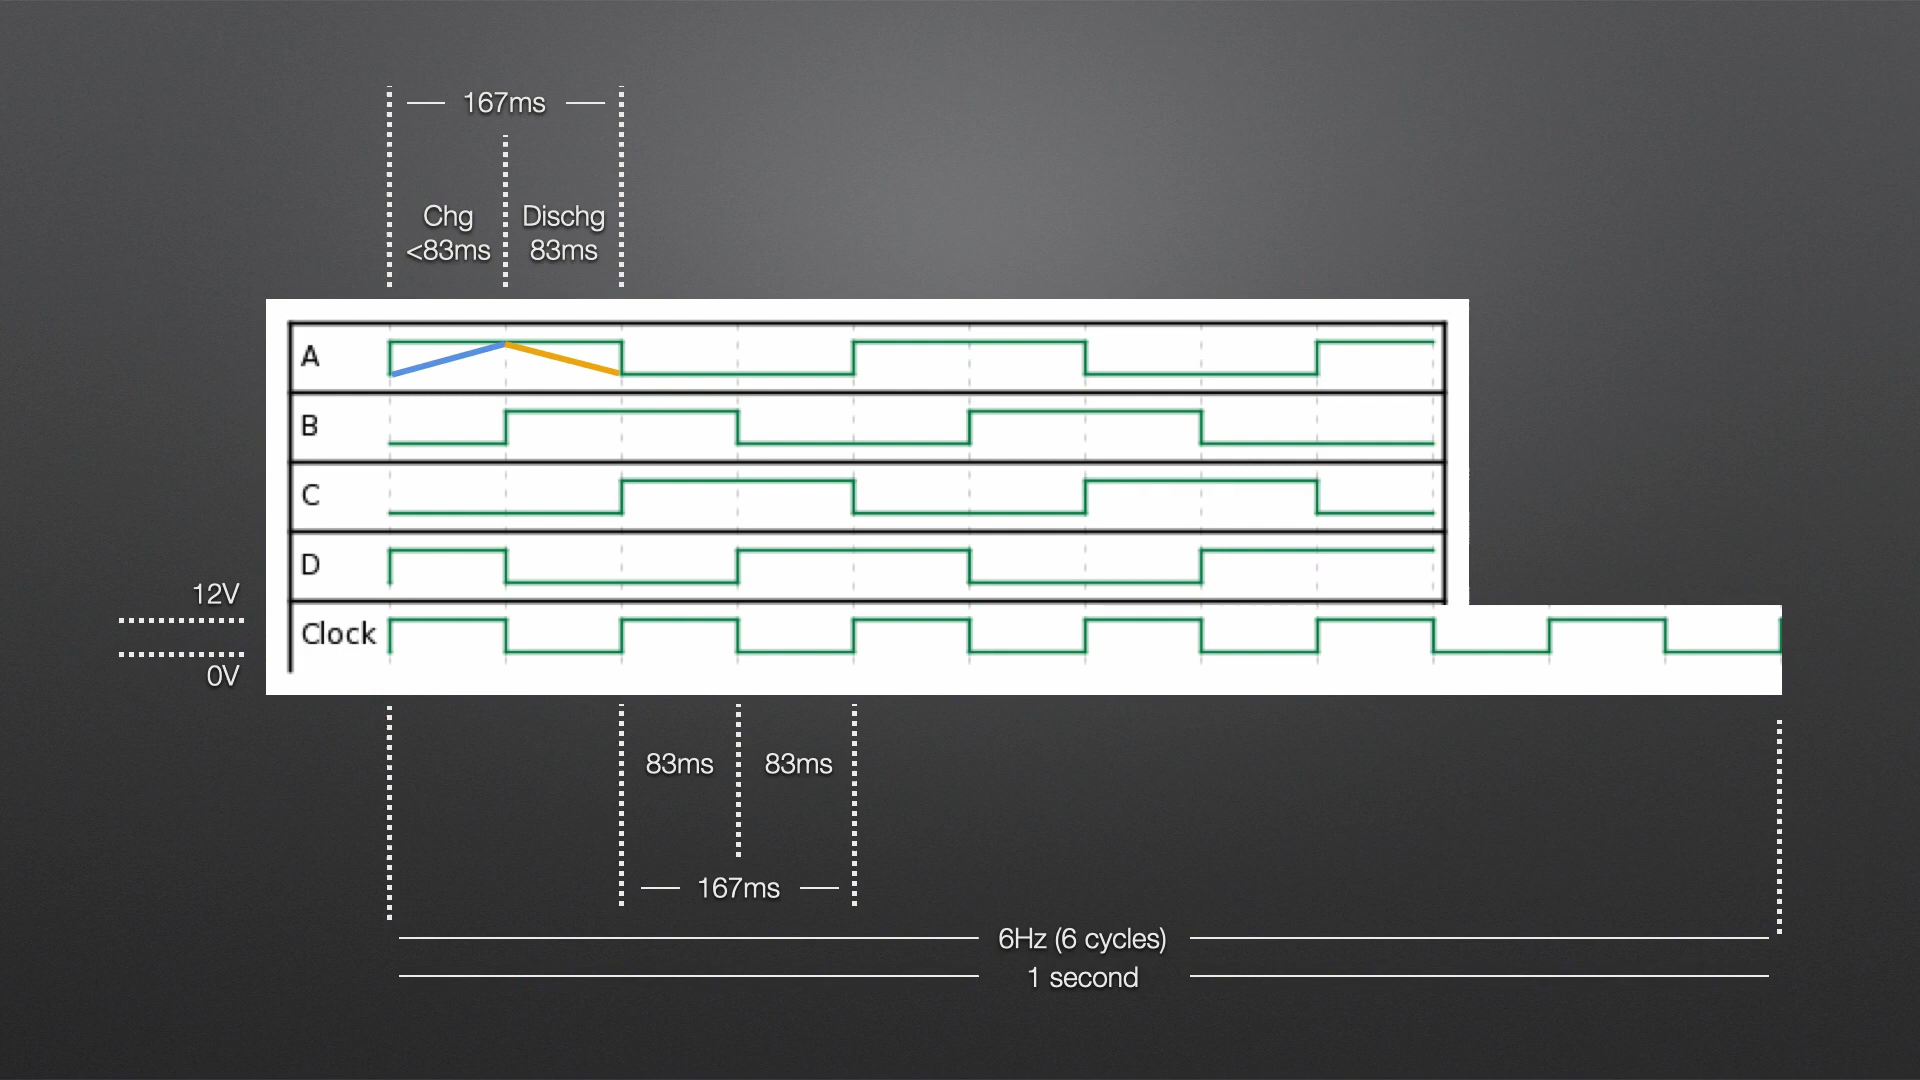 167ms
Chg
<83ms
Dischg
83ms
A
B
C
D
12V
0V
Clock
83ms
83ms
167ms
6Hz (6 cycles)
1 second